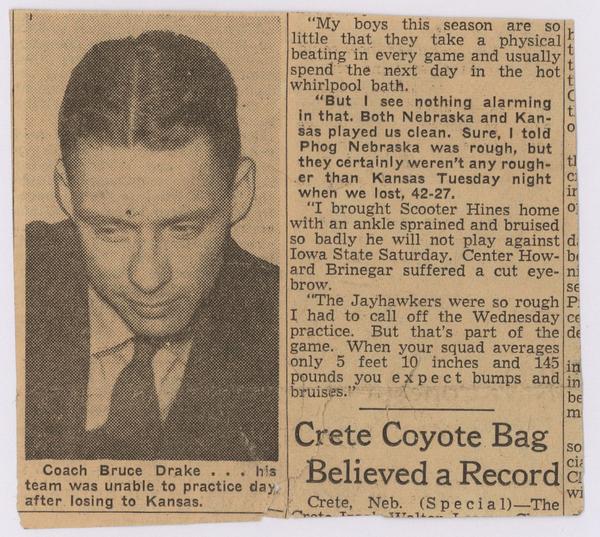 "My boys this season are so
little that they take a physical
beating in every game and usually
spend the next day in the hot
whirlpool bath.
"But I see nothing alarming
in that. Both Nebraska and Kan-
sas played us clean. Sure, I told
Phog Nebraska was rough, but
they certainly weren't any rough-
er than Kansas Tuesday night
when we lost, 42-27.
"I brought Scooter Hines home
with an ankle sprained and bruised
so badly he will not play against
Iowa State Saturday. Center How-
ard Brinegar suffered a cut eye-
brow.
"The Jayhawkers were so rough
I had to call off the Wednesday
practice. But that's part of the
game. When your squad averages
only 5 feet 10 inches and 145
pounds you expect bumps and
bruises."
Coach Bruce Drake . . . his
team was unable to practice day
after losing to Kansas.
Crete Coyote Bag
Believed a Record
Crete, Neb. (Special)—The